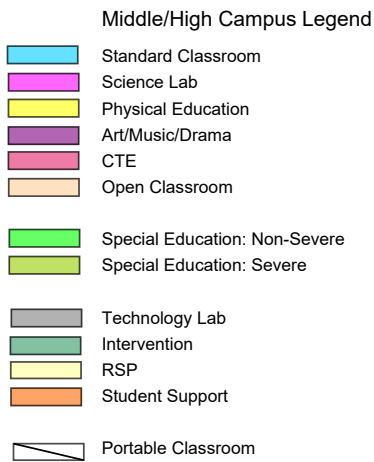 Middle/High Campus Legend
Standard Classroom
Science Lab
Physical Education
Art/Music/Drama
CTE
Open Classroom
Special Education: Non-Severe
Special Education: Severe
Technology Lab
Intervention
RSP
Student Support
Portable Classroom